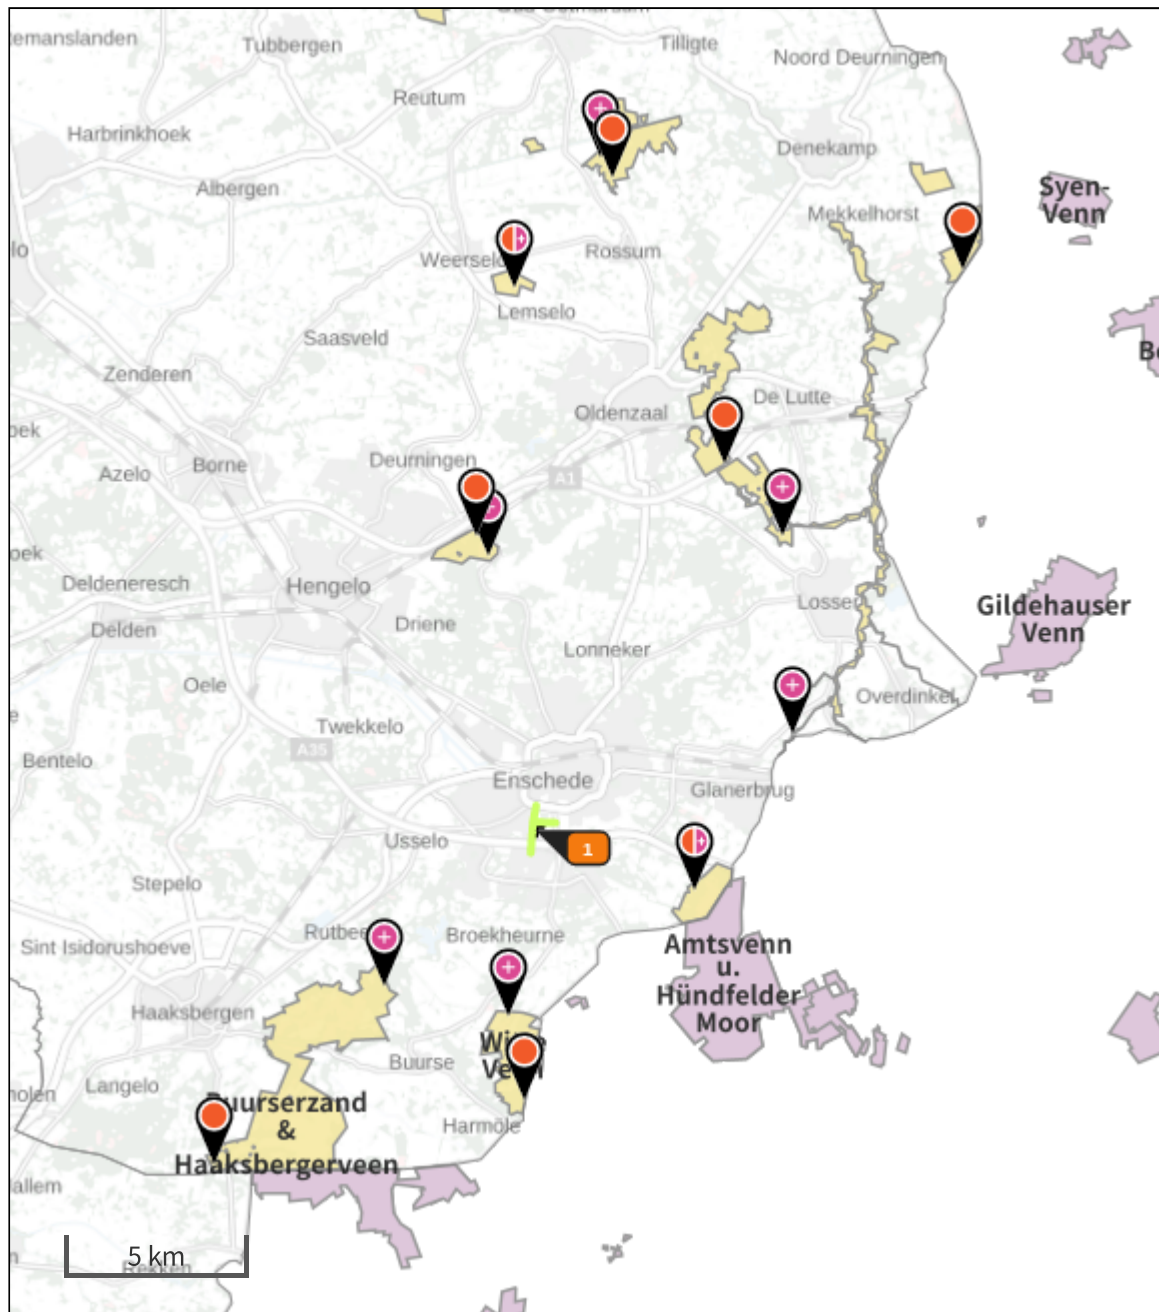 Tubbergen
Tilligte
Noord Deurningen
Reutum
Harbrinkhoek
Denekamp
Albergen
Syen-
Venn
Mekkelhorst
Rossum
Lemselo
Saasveld
Zenderen
De Lutte
Oldenzaal
Deurningen
Borne
Azelo
A1
Deldeneresch
Hengelo
Gildehauser
Venn
Delden
Driene
Lonneker
Oele
Overdinkel
Twekkelo
A35
Bentelo
Enschede
Glanerbrug
Usselo
1
Stepelo
Broekheurne
Sint Isidorushoeve
Amtsvenn
u.
Hündfelder
Moor
Haaksbergen
Buurse
Langelo
Harmöle
&
Haaksbergerveen
5 km
Rekken